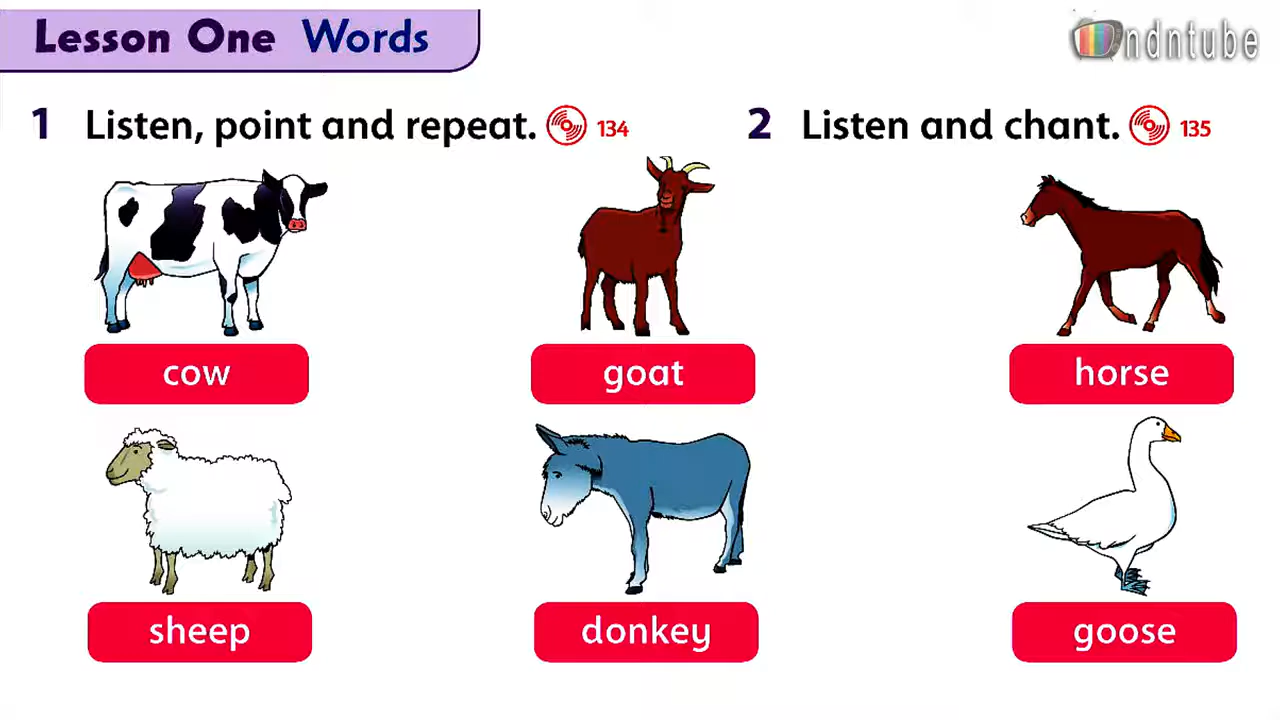 Lesson One Words
ndntube
1 Listen, point and repeat. 134
2 Listen and chant. 135
cow
goat
horse
sheep
donkey
goose